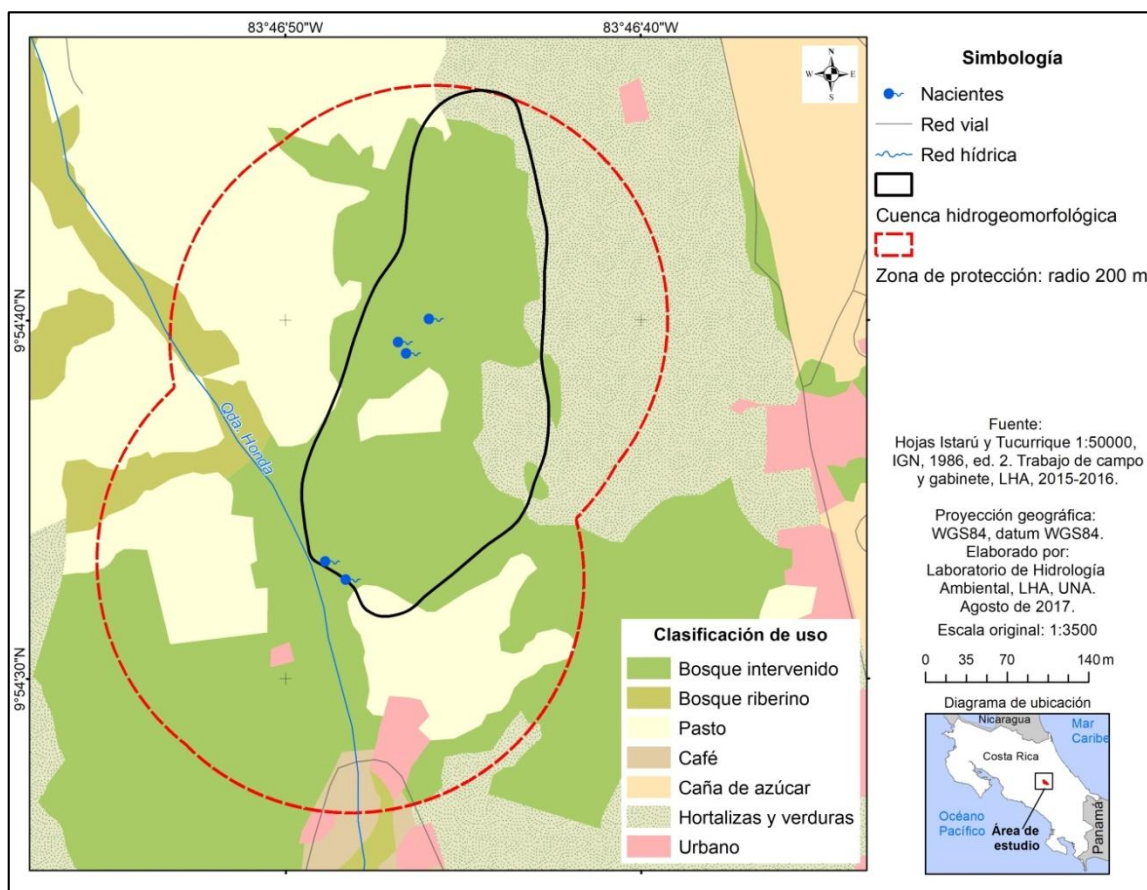 83°46'50"W
83°46'40"W
9°54'40"N
9°54'30"N
N
W E
S
Qda. Honda
Simbología
Nacientes
Red vial
Red hídrica
Cuenca hidrogeomorfológica
Zona de protección: radio 200 m
Fuente:
Hojas Istarú y Tucurrique 1:50000,
IGN, 1986, ed. 2. Trabajo de campo
y gabinete, LHA, 2015-2016.
Proyección geográfica:
WGS84, datum WGS84.
Elaborado por:
Laboratorio de Hidrología
Ambiental, LHA, UNA.
Agosto de 2017.
Escala original: 1:3500
0 35 70 140 m
Clasificación de uso
Bosque intervenido
Bosque riberino
Pasto
Café
Caña de azúcar
Hortalizas y verduras
Urbano
Diagrama de ubicación
Nicaragua
Mar
Caribe
Costa Rica
Océano
Pacífico
Área de
estudio
Panamá